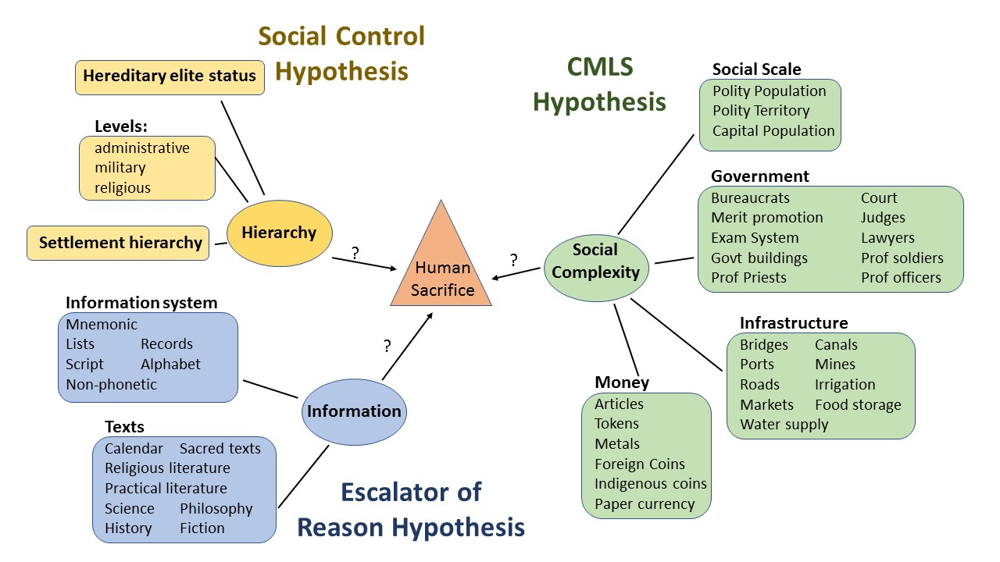 Social Control
Hypothesis
Hereditary elite status
Levels:
administrative
military
religious
Settlement hierarchy
Hierarchy
?
Human
Sacrifice
?
CMLS
Hypothesis
Social
Complexity
Social Scale
Polity Population
Polity Territory
Capital Population
Government
Bureaucrats Court
Merit promotion Judges
Exam System Lawyers
Govt buildings Prof soldiers
Prof Priests Prof officers
Infrastructure
Bridges Canals
Ports Mines
Roads Irrigation
Markets Food storage
Water supply
Money
Articles
Tokens
Metals
Foreign Coins
Indigenous coins
Paper currency
Information system
Mnemonic
Lists Records
Script Alphabet
Non-phonetic
?
Information
Texts
Calendar Sacred texts
Religious literature
Practical literature
Science Philosophy
History Fiction
Escalator of
Reason Hypothesis